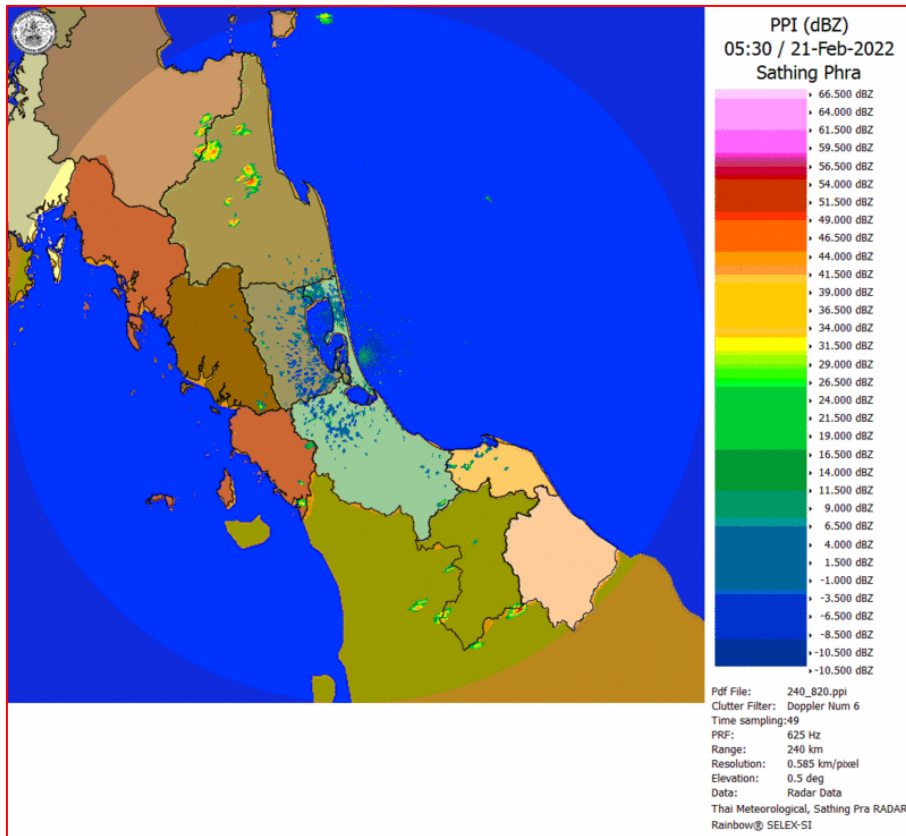 PPI (dBZ)
05:30 / 21-Feb-2022
Sathing Phra
66.500 dBZ
64.000 dBZ
61.500 dBZ
59.500 dBZ
56.500 dBZ
54.000 dBZ
51.500 dBZ
49.000 dBZ
46.500 dBZ
44.000 dBZ
41.500 dBZ
39.000 dBZ
36.500 dBZ
34.000 dBZ
31.500 dBZ
29.000 dBZ
26.500 dBZ
24.000 dBZ
21.500 dBZ
19.000 dBZ
16.500 dBZ
14.000 dBZ
11.500 dBZ
9.000 dBZ
6.500 dBZ
4.000 dBZ
1.500 dBZ
-1.000 dBZ
-3.500 dBZ
-6.500 dBZ
-8.500 dBZ
-10.500 dBZ
-10.500 dBZ
Pdf File: 240_820.ppi
Clutter Filter: Doppler Num 6
Time sampling:49
PRF: 625 Hz
Range: 240 km
Resolution: 0.585 km/pixel
Elevation: 0.5 deg
Data: Radar Data
Thai Meteorological, Sathing Pra RADAR
Rainbow® SELEX-SI